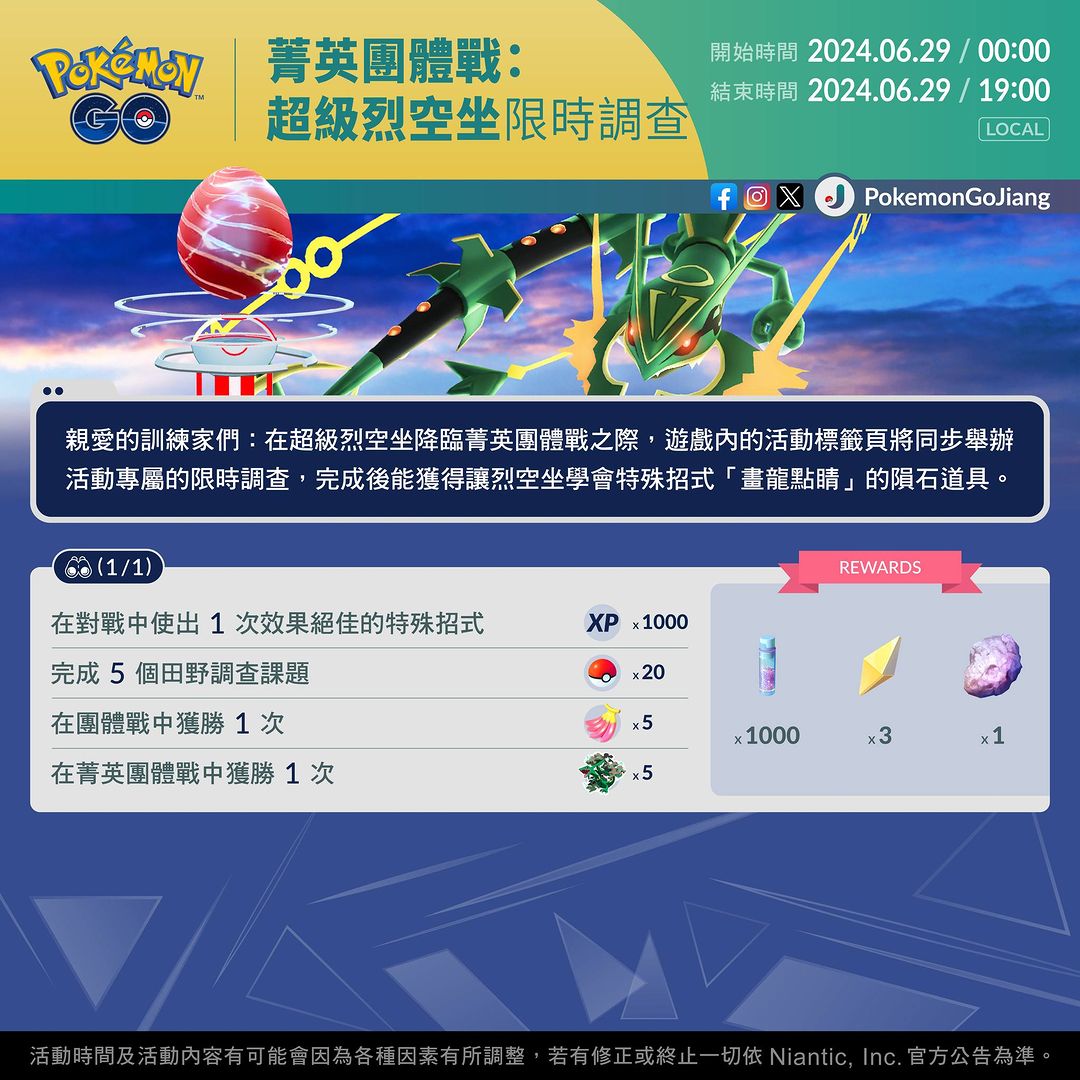 POKÉMON GO
TM
菁英團體戰：
超級烈空坐限時調查
開始時間 2024.06.29 / 00:00
結束時間 2024.06.29 / 19:00
LOCAL
PokemonGoJiang
親愛的訓練家們：在超級烈空坐降臨菁英團體戰之際，遊戲內的活動標籤頁將同步舉辦
活動專屬的限時調查，完成後能獲得讓烈空坐學會特殊招式「畫龍點睛」的隕石道具。
(1/1)
在對戰中使出 1 次效果絕佳的特殊招式 XP x1000
完成 5 個田野調查課題 x20
在團體戰中獲勝 1 次 x5
在菁英團體戰中獲勝 1 次 x5
REWARDS
x1000 x3 x1
活動時間及活動內容有可能會因為各種因素有所調整，若有修正或終止一切依 Niantic, Inc. 官方公告為準。